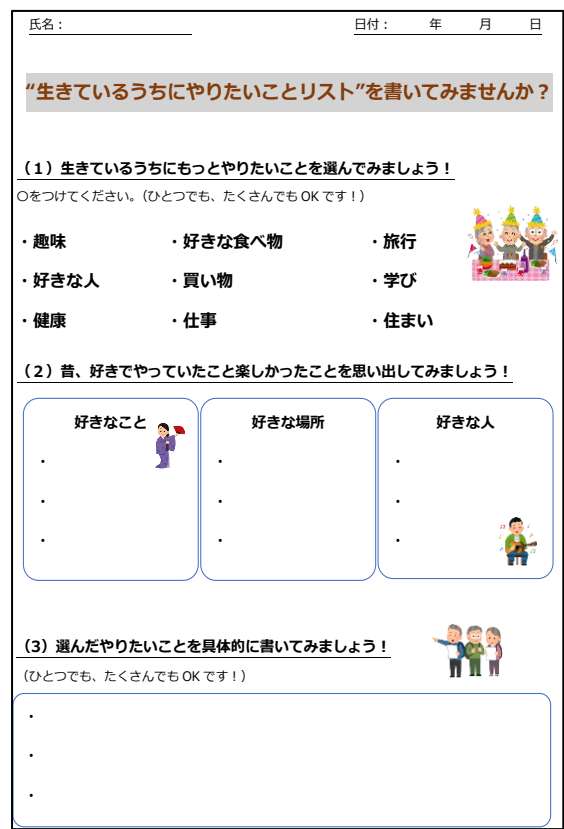 氏名： 日付： 年 月 日
“生きているうちにやりたいことリスト”を書いてみませんか？
（１）生きているうちにもっとやりたいことを選んでみましょう！
〇をつけてください。（ひとつでも、たくさんでも OK です！）
・趣味 ・好きな食べ物 ・旅行
・好きな人 ・買い物 ・学び
・健康 ・仕事 ・住まい
（２）昔、好きでやっていたこと楽しかったことを思い出してみましょう！
好きなこと 好きな場所 好きな人
・ ・ ・
・ ・ ・
・ ・ ・
（3）選んだやりたいことを具体的に書いてみましょう！
（ひとつでも、たくさんでも OK です！）
・
・
・